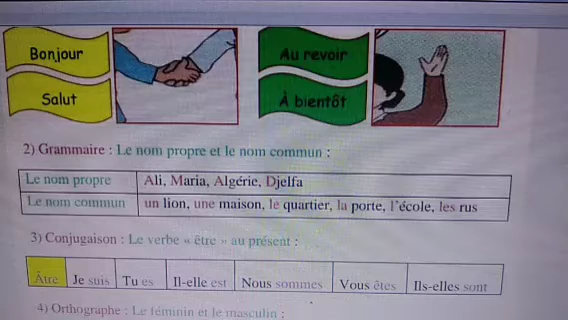 Bonjour Au revoir
Salut À bientôt
2) Grammaire : Le nom propre et le nom commun :
Le nom propre Ali, Maria, Algérie, Djelfa
Le nom commun un lion, une maison, le quartier, la porte, l'école, les rus
3) Conjugaison : Le verbe « être » au présent :
Être Je suis Tu es Il-elle est Nous sommes Vous êtes Ils-elles sont
4) Orthographe : Le féminin et le masculin :